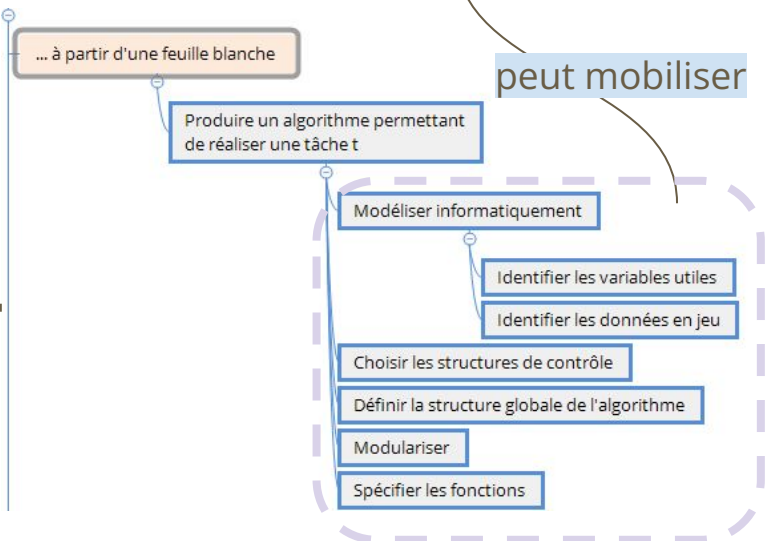 ... à partir d'une feuille blanche
peut mobiliser
Produire un algorithme permettant
de réaliser une tâche t
Modéliser informatiquement
Identifier les variables utiles
Identifier les données en jeu
Choisir les structures de contrôle
Définir la structure globale de l'algorithme
Modulariser
Spécifier les fonctions